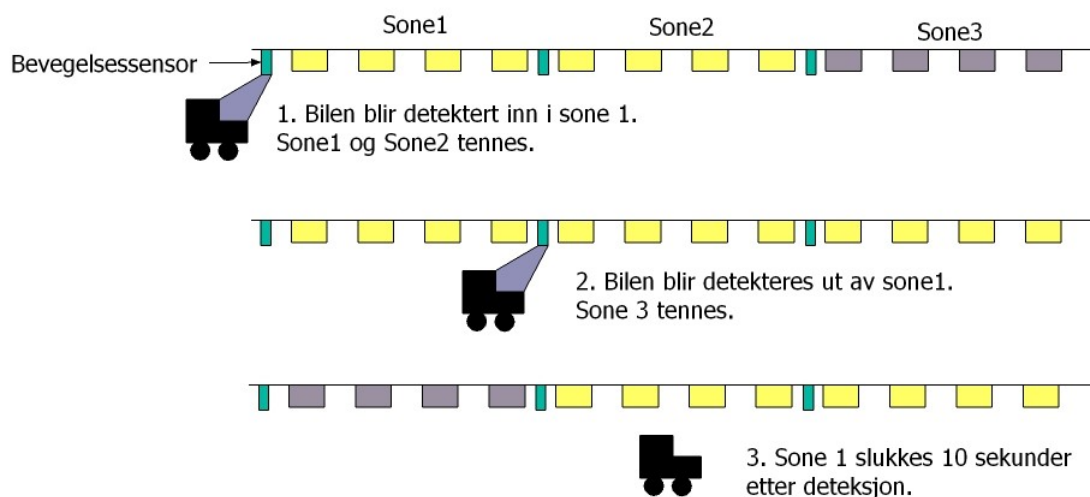 Sone1
Sone2
Sone3
Bevegelsessensor
1. Bilen blir detektert inn i sone 1.
Sone1 og Sone2 tennes.
2. Bilen blir detekteres ut av sone1.
Sone 3 tennes.
3. Sone 1 slukkes 10 sekunder
etter deteksjon.